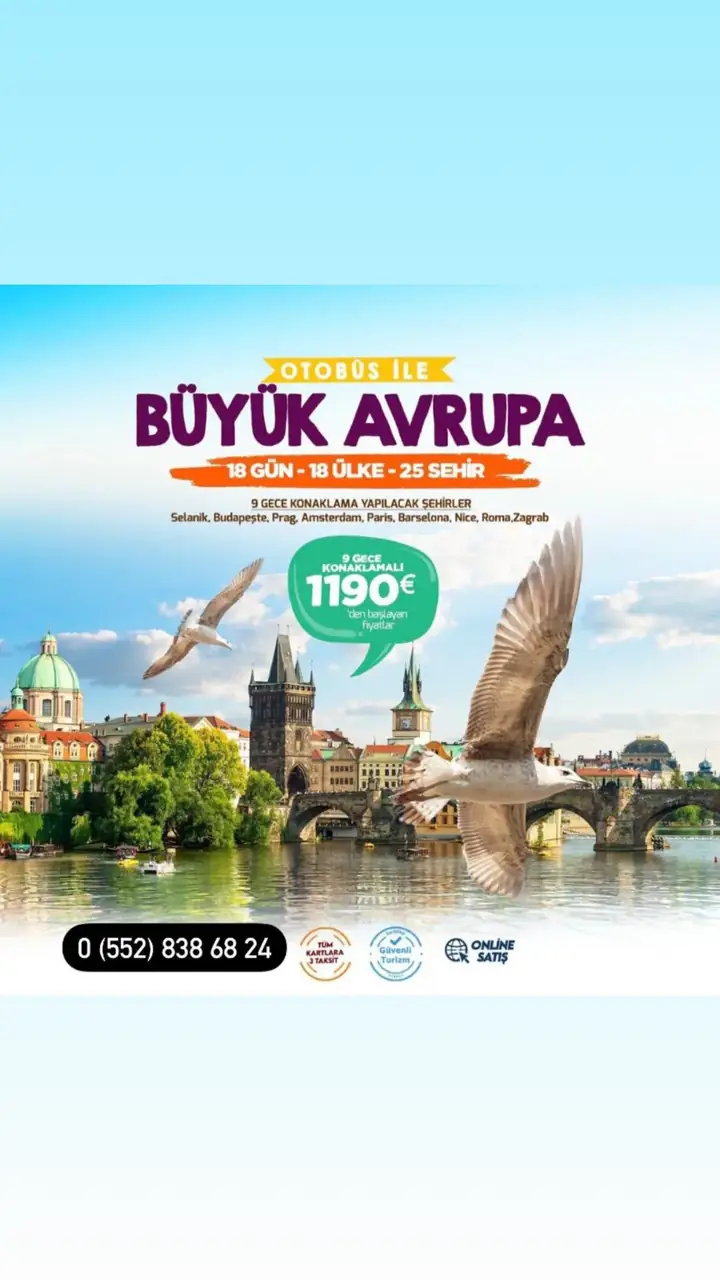 OTOBÜS İLE
BÜYÜK AVRUPA
18 GÜN - 18 ÜLKE - 25 SEHİR
9 GECE KONAKLAMA YAPILACAK ŞEHİRLER
Selanik, Budapeşte, Prag, Amsterdam, Paris, Barselona, Nice, Roma,Zagrab
9 GECE
KONAKLAMALI
1190€
'den başlayan
fiyatlar
0 (552) 838 68 24
TÜM
KARTLARA
3 TAKSİT
Güvenli
Turizm
ONLİNE
SATIŞ